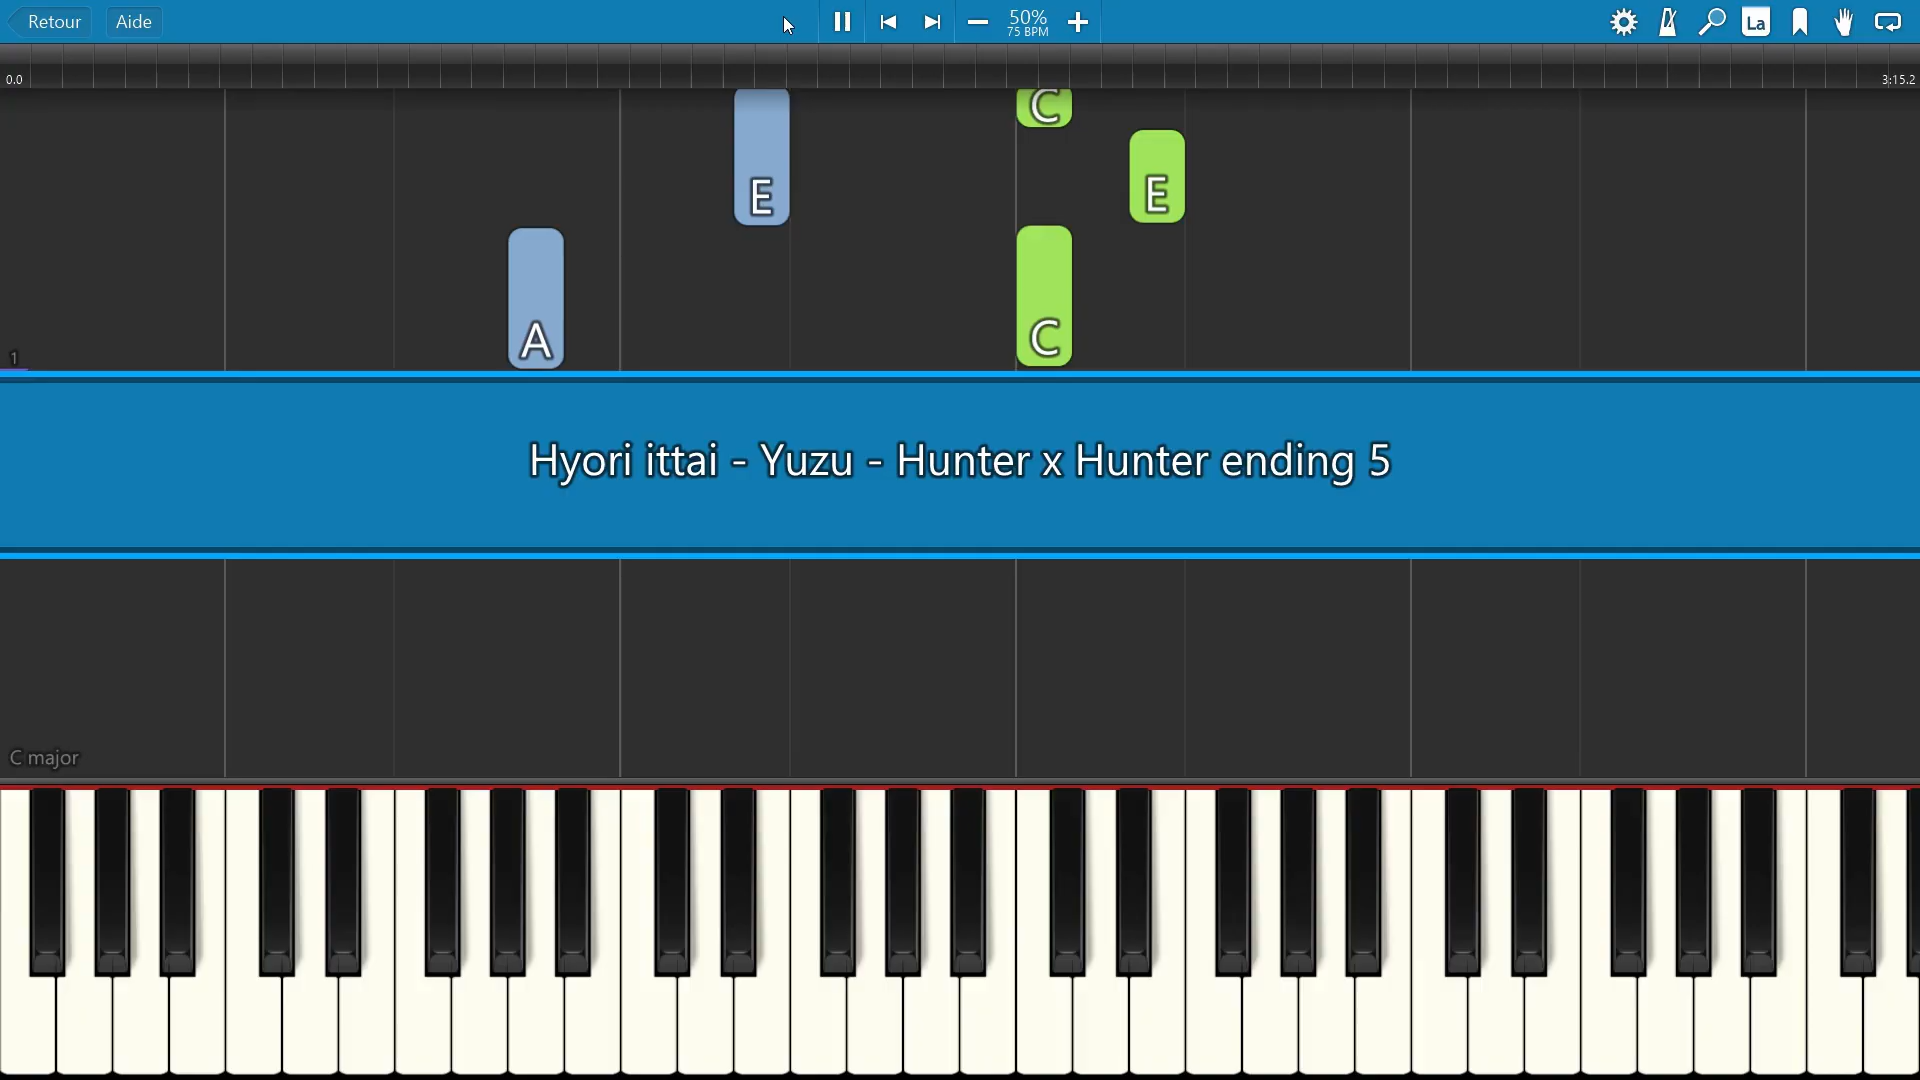 Retour Aide 50% La
75 BPM
0.0 3:15.2
C
E E
A C
1
Hyori ittai - Yuzu - Hunter x Hunter ending 5
C major